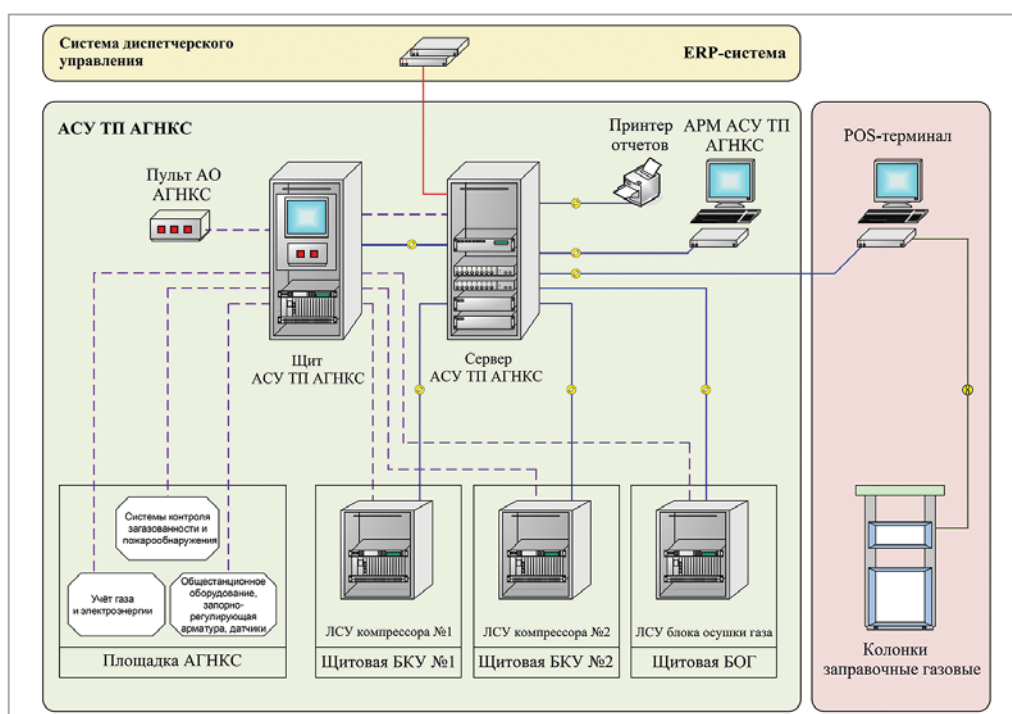 Система диспетчерского
управления
ERP-система
АСУ ТП АГНКС
Пульт АО
АГНКС
Принтер
отчетов
АРМ АСУ ТП
АГНКС
POS-терминал
Щит
АСУ ТП АГНКС
Сервер
АСУ ТП АГНКС
Системы контроля
загазованности и
пожарообнаружения
Учёт газа
и электроэнергии
Общестанционное
оборудование,
запорно-
регулирующая
арматура, датчики
Площадка АГНКС
ЛСУ компрессора №1
Щитовая БКУ №1
ЛСУ компрессора №2
Щитовая БКУ №2
ЛСУ блока осушки газа
Щитовая БОГ
Колонки
заправочные газовые